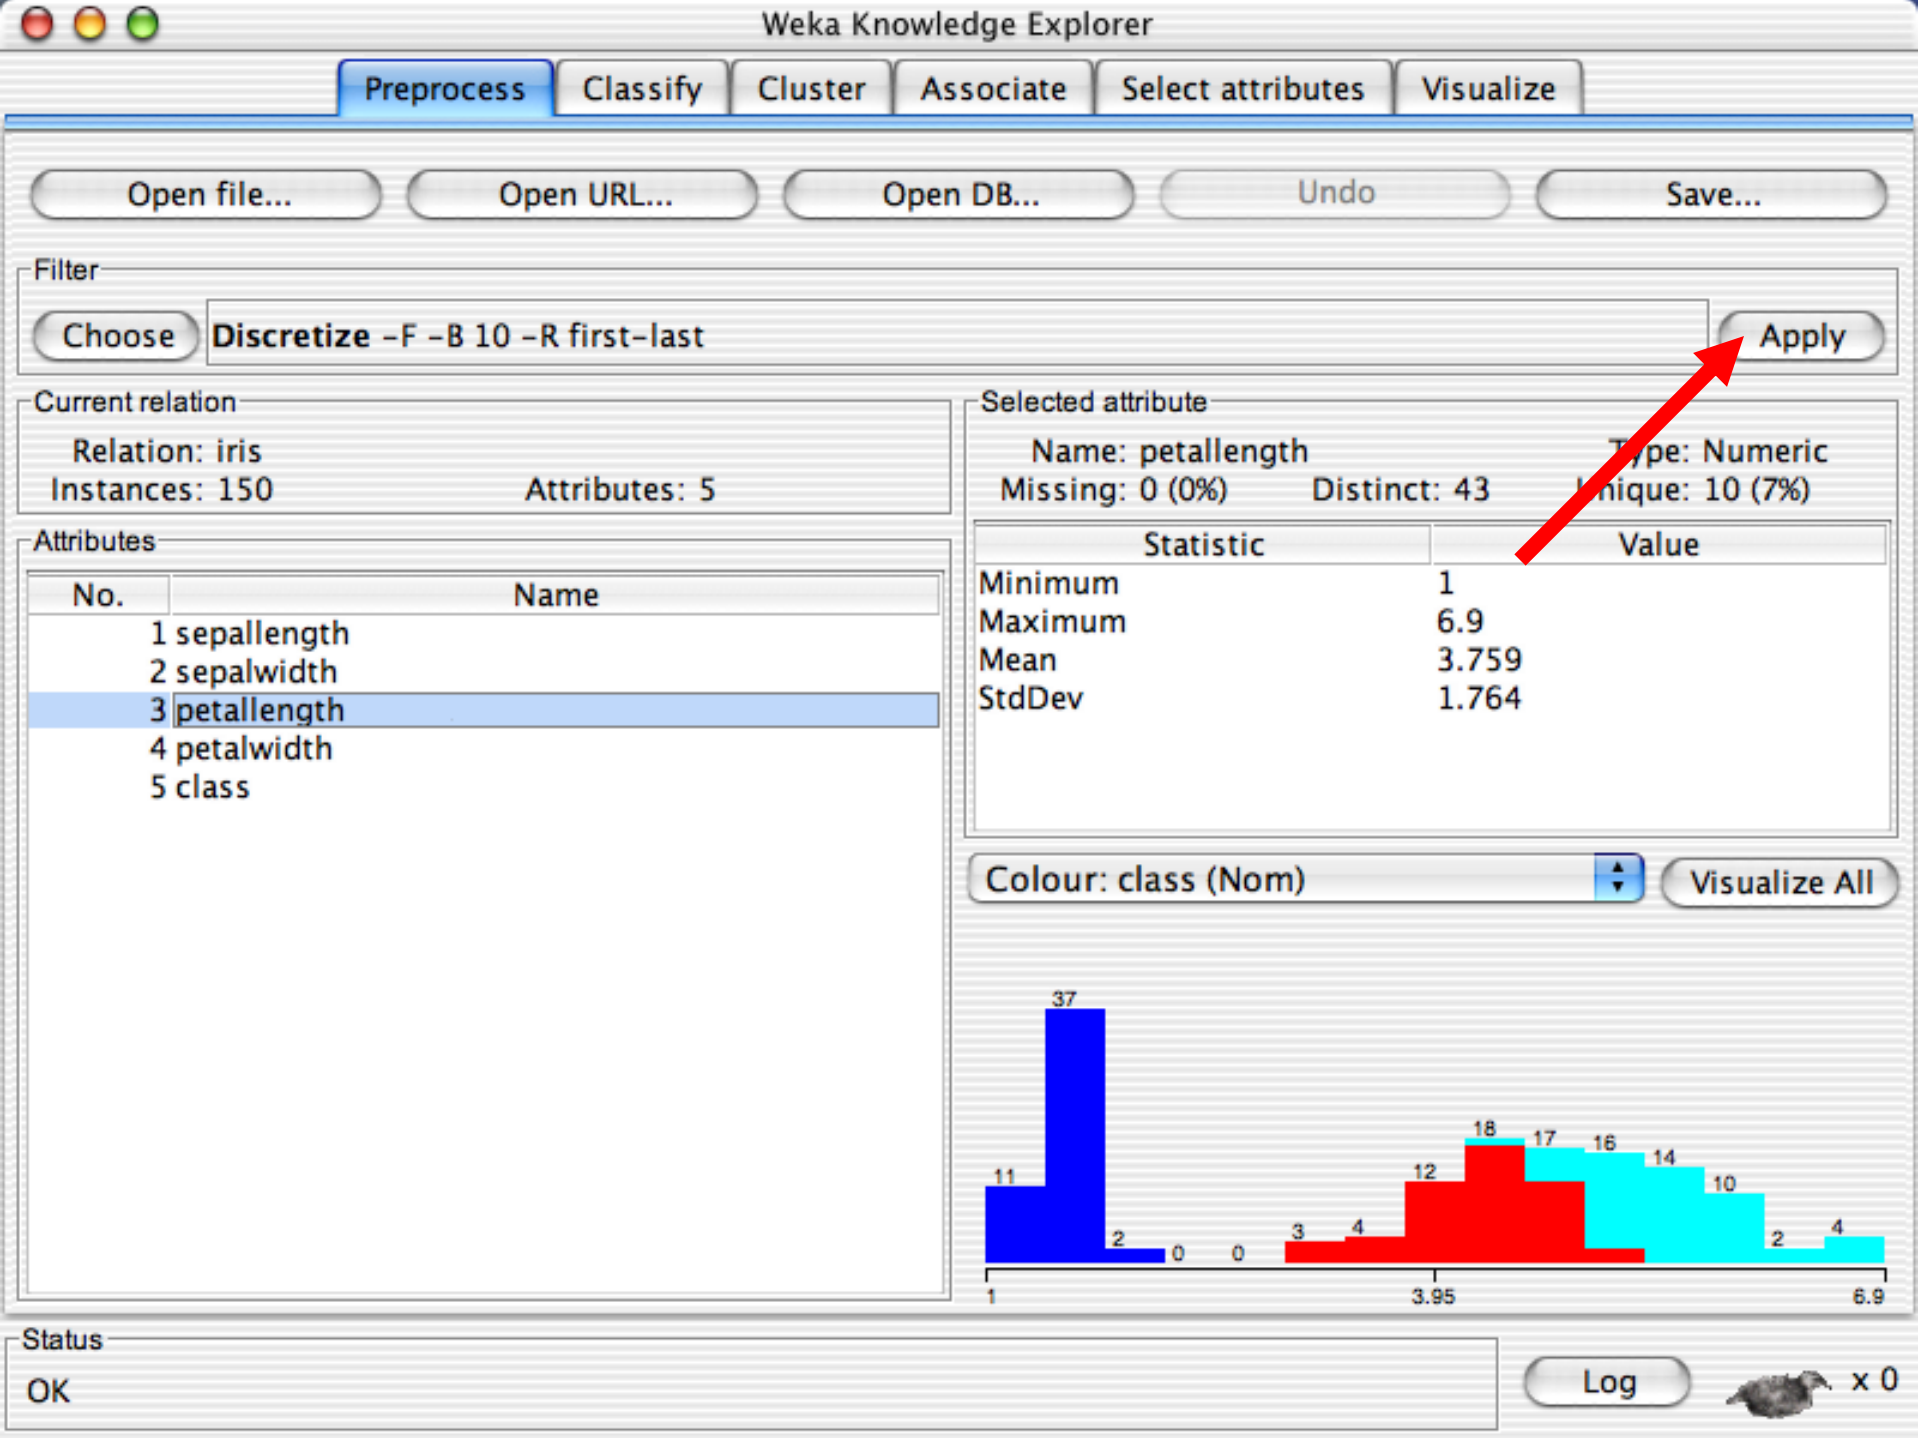 Weka Knowledge Explorer
Preprocess Classify Cluster Associate Select attributes Visualize
Open file... Open URL... Open DB... Undo Save...
Filter
Choose Discretize -F -B 10 -R first-last Apply
Current relation
Relation: iris
Instances: 150 Attributes: 5
Attributes
No. Name
1 sepallength
2 sepalwidth
3 petallength
4 petalwidth
5 class
Selected attribute
Name: petallength Type: Numeric
Missing: 0 (0%) Distinct: 43 Unique: 10 (7%)
Statistic Value
Minimum 1
Maximum 6.9
Mean 3.759
StdDev 1.764
Colour: class (Nom) Visualize All
11 37 2 0 0 3 4 12 18 17 16 14 10 2 4
1 3.95 6.9
Status
OK
Log x 0